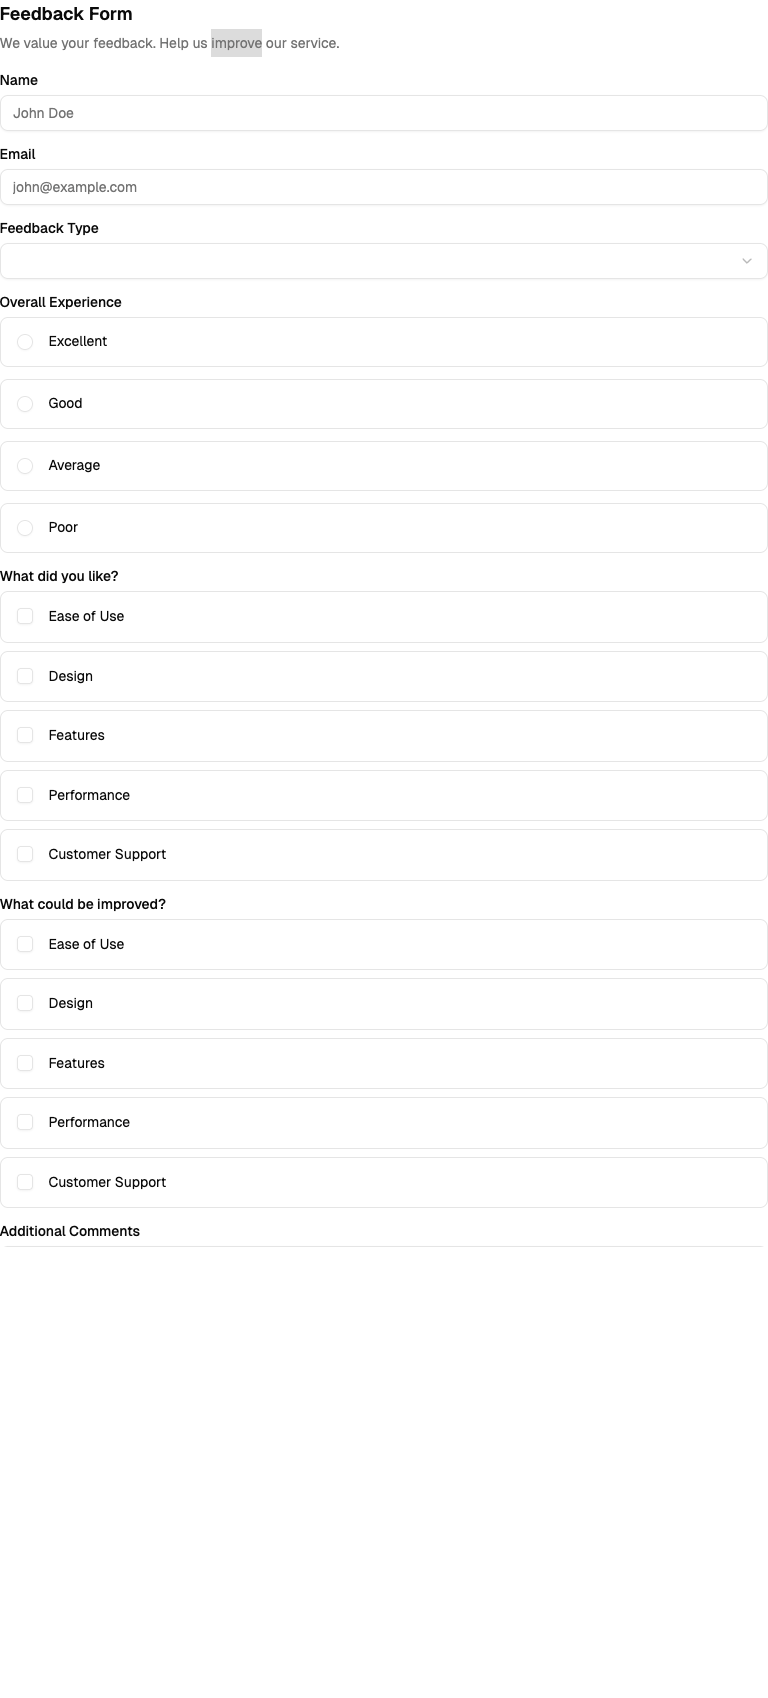 Feedback Form
We value your feedback. Help us improve our service.
Name
John Doe
Email
john@example.com
Feedback Type
Overall Experience
Excellent
Good
Average
Poor
What did you like?
Ease of Use
Design
Features
Performance
Customer Support
What could be improved?
Ease of Use
Design
Features
Performance
Customer Support
Additional Comments